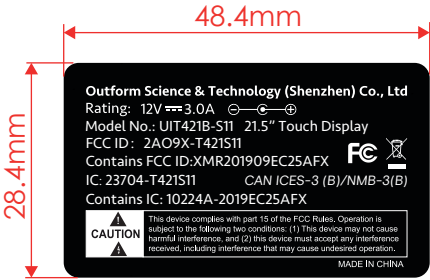 48.4mm
28.4mm
Outform Science & Technology (Shenzhen) Co., Ltd
Rating: 12V⎓3.0A
Model No.: UIT421B-S11 21.5" Touch Display
FCC ID: 2AO9X-T421S11
Contains FCC ID:XMR201909EC25AFX
FC
IC: 23704-T421S11 CAN ICES-3 (B)/NMB-3(B)
Contains IC: 10224A-2019EC25AFX
CAUTION
This device complies with part 15 of the FCC Rules. Operation is
subject to the following two conditions: (1) This device may not cause
harmful interference, and (2) this device must accept any interference
received, including interference that may cause undesired operation.
MADE IN CHINA